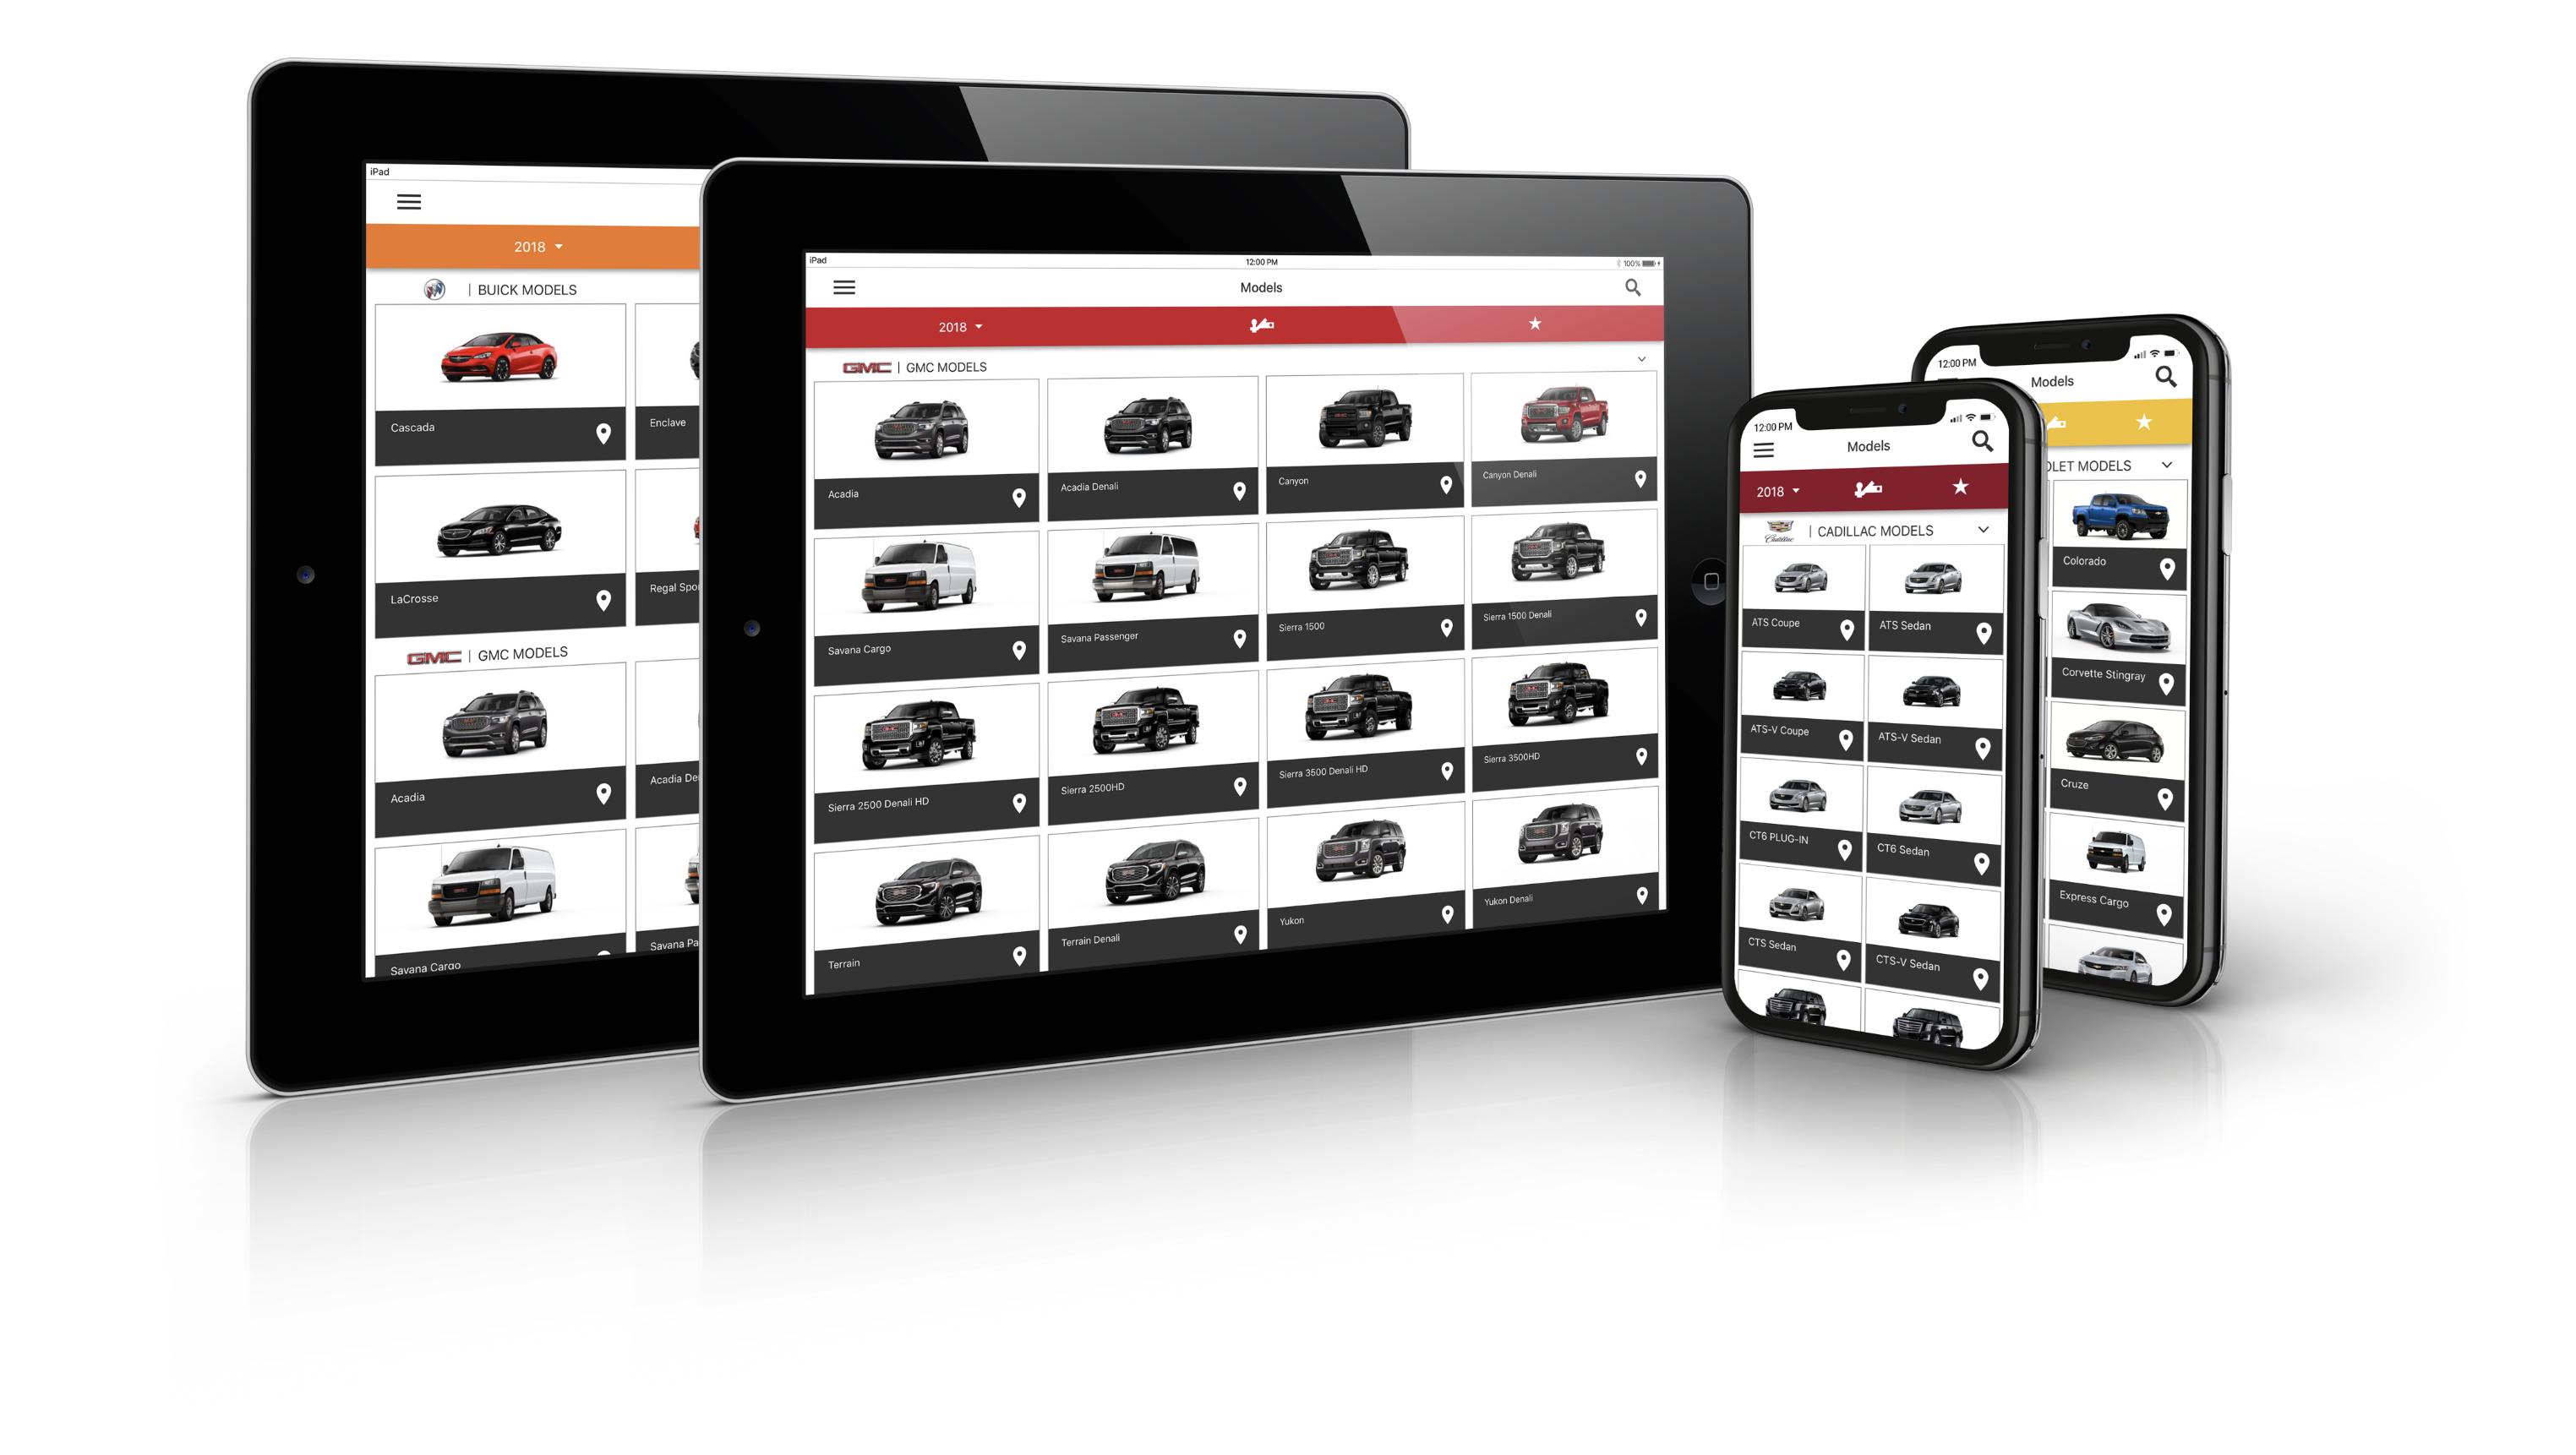 iPad
2018
BUICK MODELS
Cascada
Enclave
LaCrosse
Regal Spo
GMC | GMC MODELS
Acadia
Acadia De
Savana Cargo
Savana Pa
iPad 12:00 PM 100%
Models
2018
GMC | GMC MODELS
Acadia
Acadia Denali
Canyon
Canyon Denali
Savana Cargo
Savana Passenger
Sierra 1500
Sierra 1500 Denali
Sierra 2500 Denali HD
Sierra 2500HD
Sierra 3500 Denali HD
Sierra 3500HD
Terrain
Terrain Denali
Yukon
Yukon Denali
12:00 PM
Models
2018
Cadillac | CADILLAC MODELS
ATS Coupe
ATS Sedan
ATS-V Coupe
ATS-V Sedan
CT6 PLUG-IN
CT6 Sedan
CTS Sedan
CTS-V Sedan
12:00 PM
Models
OLET MODELS
Colorado
Corvette Stingray
Cruze
Express Cargo